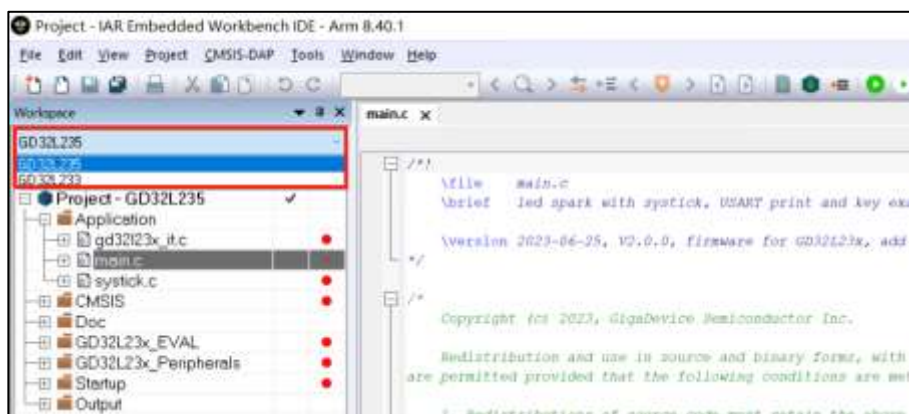 Project - IAR Embedded Workbench IDE - Arm 8.40.1
File Edit View Project CMSIS-DAP Tools Window Help
Workspace
main.c
GD32L235
GD32L235
GD32L233
Project - GD32L235
Application
gd32l23x_it.c
main.c
systick.c
CMSIS
Doc
GD32L23x_EVAL
GD32L23x_Peripherals
Startup
Output
/*!
\file main.c
\brief led spark with systick, USART print and key exa
\version 2023-06-25, V2.0.0, firmware for GD32L23x, add
*/
/*
Copyright (c) 2023, GigaDevice Semiconductor Inc.
Redistribution and use in source and binary forms, with
are permitted provided that the following conditions are met